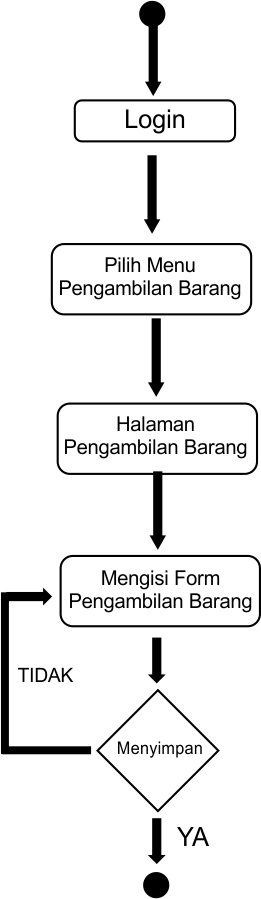 Login
Pilih Menu
Pengambilan Barang
Halaman
Pengambilan Barang
Mengisi Form
Pengambilan Barang
TIDAK
Menyimpan
YA